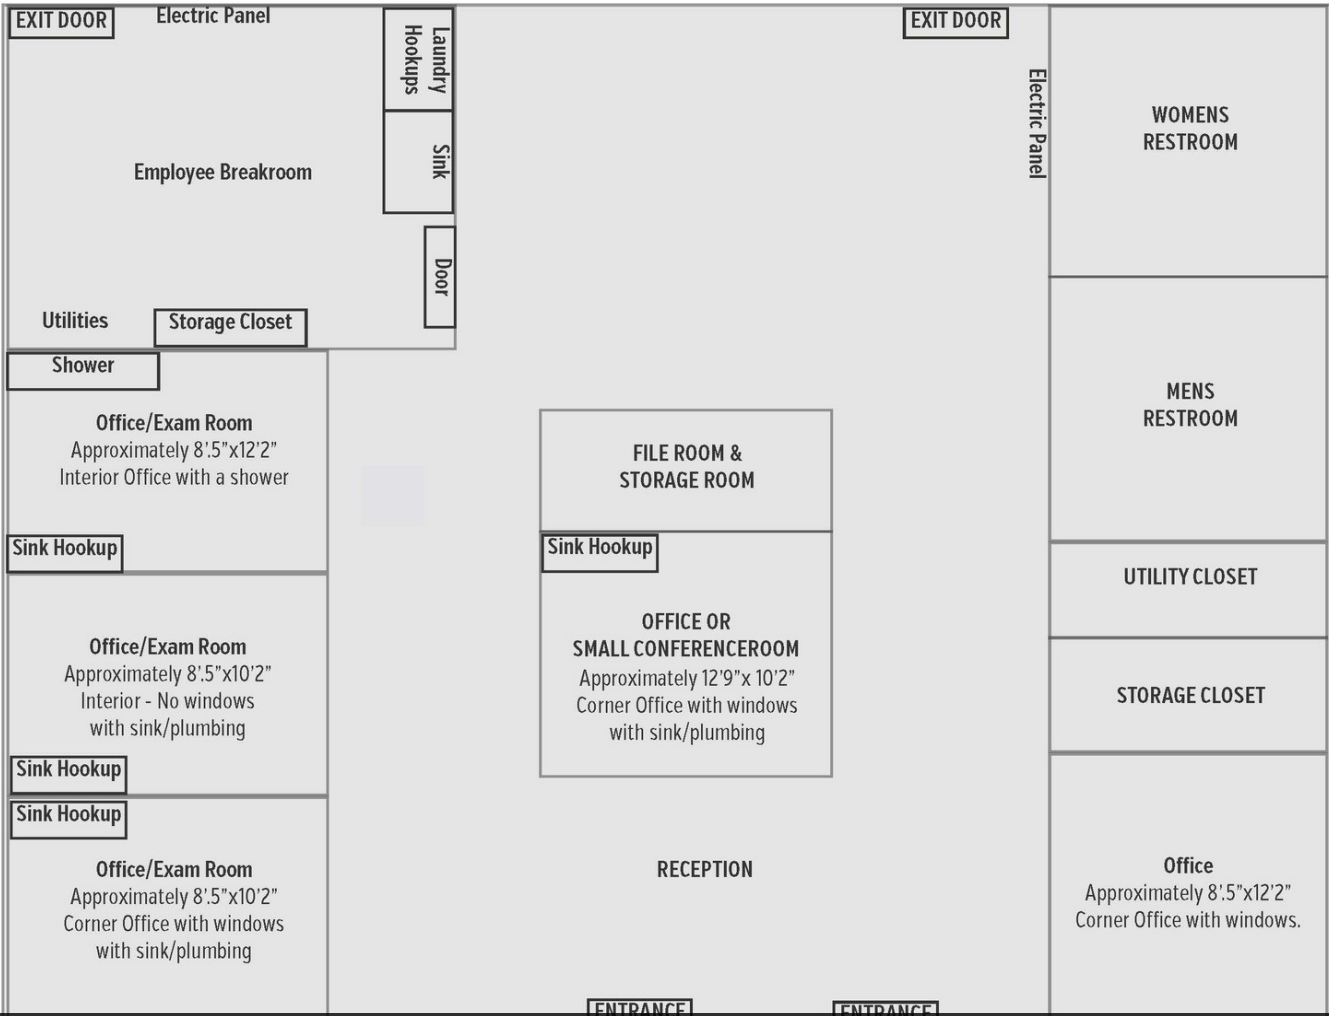 EXIT DOOR
Electric Panel
Laundry
Hookups
Sink
Door
Employee Breakroom
Utilities
Storage Closet
EXIT DOOR
Electric Panel
WOMENS
RESTROOM
MENS
RESTROOM
UTILITY CLOSET
STORAGE CLOSET
Office
Approximately 8'.5"x12'2"
Corner Office with windows.
Shower
Office/Exam Room
Approximately 8'.5"x12'2"
Interior Office with a shower
Sink Hookup
Office/Exam Room
Approximately 8'.5"x10'2"
Interior - No windows
with sink/plumbing
Sink Hookup
Sink Hookup
Office/Exam Room
Approximately 8'.5"x10'2"
Corner Office with windows
with sink/plumbing
FILE ROOM &
STORAGE ROOM
Sink Hookup
OFFICE OR
SMALL CONFERENCEROOM
Approximately 12'9"x 10'2"
Corner Office with windows
with sink/plumbing
RECEPTION
ENTRANCE
ENTRANCE